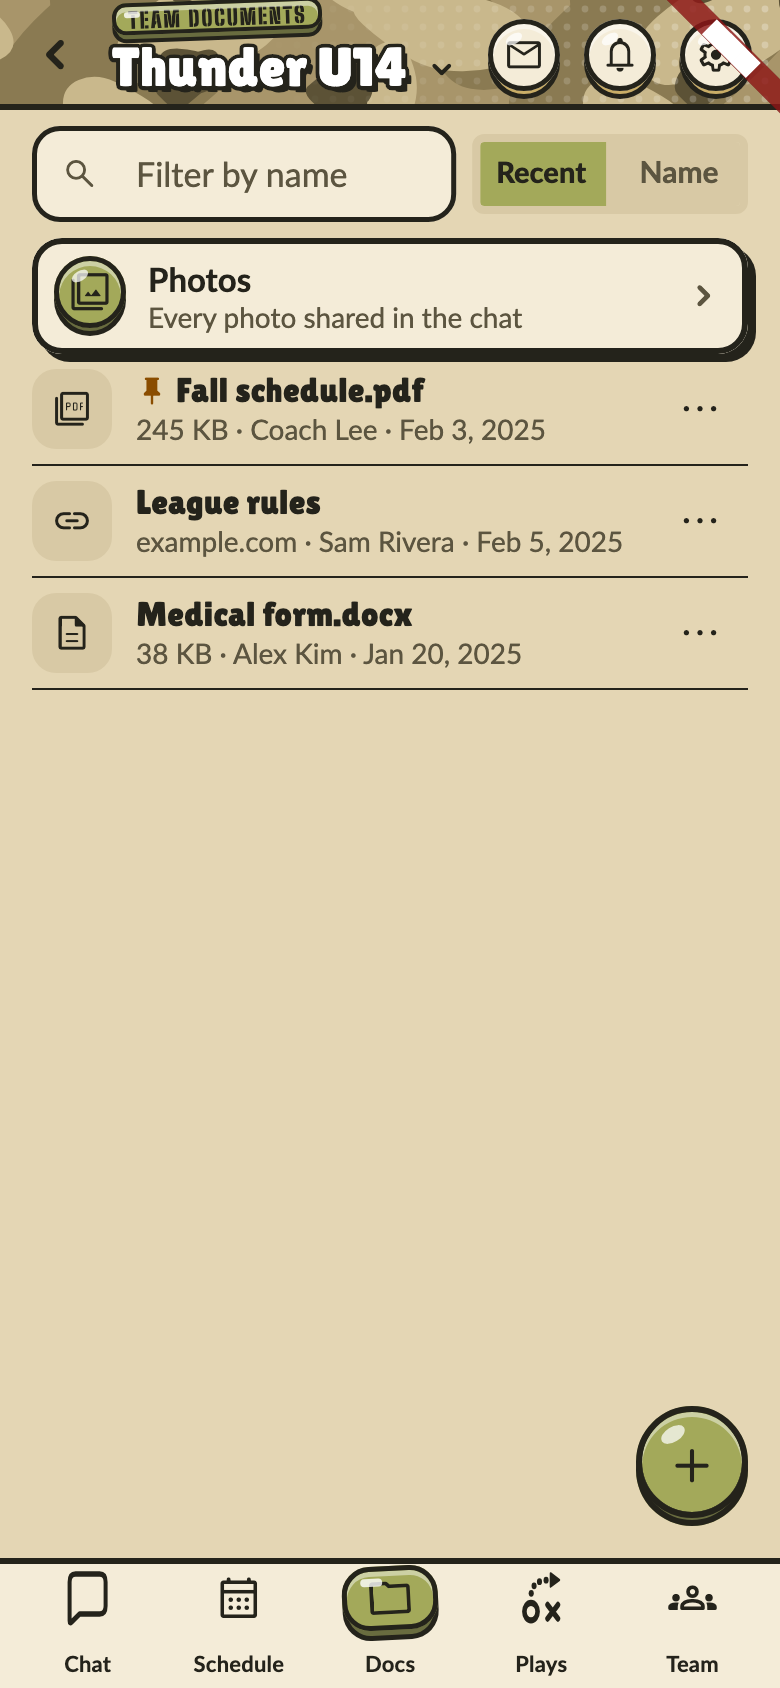 TEAM DOCUMENTS
Thunder U14
Filter by name
Recent
Name
Photos
Every photo shared in the chat
PDF
Fall schedule.pdf
245 KB · Coach Lee · Feb 3, 2025
League rules
example.com · Sam Rivera · Feb 5, 2025
Medical form.docx
38 KB · Alex Kim · Jan 20, 2025
Chat
Schedule
Docs
Plays
Team